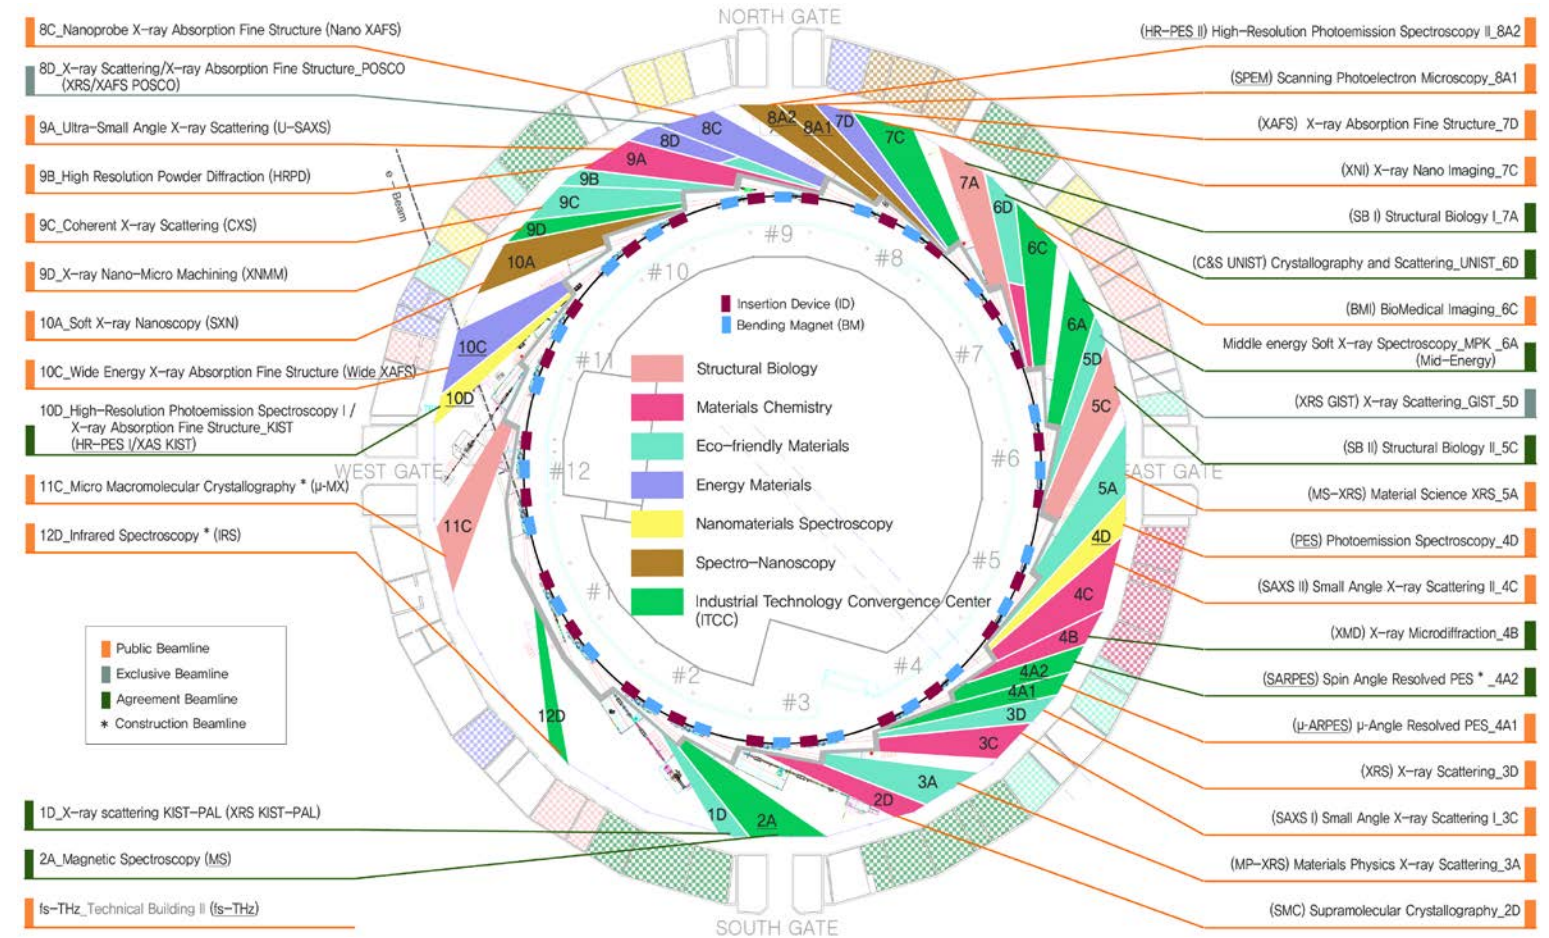 NORTH GATE
8C_Nanoprobe X-ray Absorption Fine Structure (Nano XAFS)
8D_X-ray Scattering/X-ray Absorption Fine Structure_POSCO
(XRS/XAFS POSCO)
9A_Ultra-Small Angle X-ray Scattering (U-SAXS)
9B_High Resolution Powder Diffraction (HRPD)
9C_Coherent X-ray Scattering (CXS)
9D_X-ray Nano-Micro Machining (XNMM)
10A_Soft X-ray Nanoscopy (SXN)
10C_Wide Energy X-ray Absorption Fine Structure (Wide XAFS)
10D_High-Resolution Photoemission Spectroscopy I /
X-ray Absorption Fine Structure_KIST
(HR-PES I/XAS KIST)
WEST GATE
11C_Micro Macromolecular Crystallography * (μ-MX)
12D_Infrared Spectroscopy * (IRS)
Public Beamline
Exclusive Beamline
Agreement Beamline
* Construction Beamline
1D_X-ray scattering KIST-PAL (XRS KIST-PAL)
2A_Magnetic Spectroscopy (MS)
fs-THz_Technical Building II (fs-THz)
e - Beam
8C
8D
9A
9B
9C
9D
10A
10C
10D
11C
12D
1D
2A
2D
3A
3C
3D
4A1
4A2
4B
4C
4D
5A
5C
5D
6A
6C
6D
7A
7C
7D
8A1
8A2
#9
#10
#8
#11
#7
#12
#6
#1
#5
#2
#4
#3
Insertion Device (ID)
Bending Magnet (BM)
Structural Biology
Materials Chemistry
Eco-friendly Materials
Energy Materials
Nanomaterials Spectroscopy
Spectro-Nanoscopy
Industrial Technology Convergence Center
(ITCC)
(HR-PES II) High-Resolution Photoemission Spectroscopy II_8A2
(SPEM) Scanning Photoelectron Microscopy_8A1
(XAFS) X-ray Absorption Fine Structure_7D
(XNI) X-ray Nano Imaging_7C
(SB I) Structural Biology I_7A
(C&S UNIST) Crystallography and Scattering_UNIST_6D
(BMI) BioMedical Imaging_6C
Middle energy Soft X-ray Spectroscopy_MPK _6A
(Mid-Energy)
(XRS GIST) X-ray Scattering_GIST_5D
(SB II) Structural Biology II_5C
EAST GATE
(MS-XRS) Material Science XRS_5A
(PES) Photoemission Spectroscopy_4D
(SAXS II) Small Angle X-ray Scattering II_4C
(XMD) X-ray Microdiffraction_4B
(SARPES) Spin Angle Resolved PES * _4A2
(μ-ARPES) μ-Angle Resolved PES_4A1
(XRS) X-ray Scattering_3D
(SAXS I) Small Angle X-ray Scattering I_3C
(MP-XRS) Materials Physics X-ray Scattering_3A
(SMC) Supramolecular Crystallography_2D
SOUTH GATE